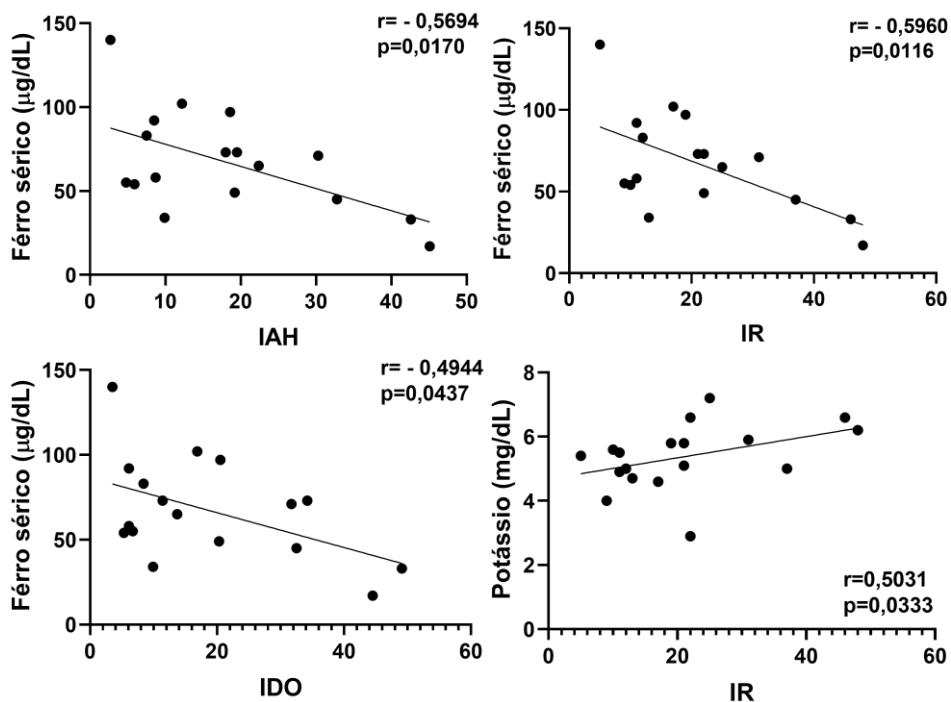 r= - 0,5694
p=0,0170
Férro sérico (µg/dL)
150
100
50
0
0 10 20 30 40 50
IAH
r= - 0,5960
p=0,0116
Férro sérico (µg/dL)
150
100
50
0
0 20 40 60
IR
r= - 0,4944
p=0,0437
Férro sérico (µg/dL)
150
100
50
0
0 20 40 60
IDO
Potássio (mg/dL)
8
6
4
2
0
r=0,5031
p=0,0333
0 20 40 60
IR